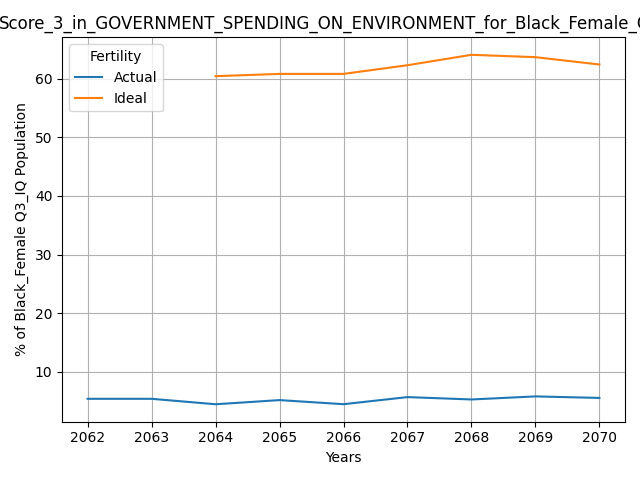 Score_3_in_GOVERNMENT_SPENDING_ON_ENVIRONMENT_for_Black_Female_
Fertility
Actual
Ideal
% of Black_Female Q3_IQ Population
60
50
40
30
20
10
2062 2063 2064 2065 2066 2067 2068 2069 2070
Years